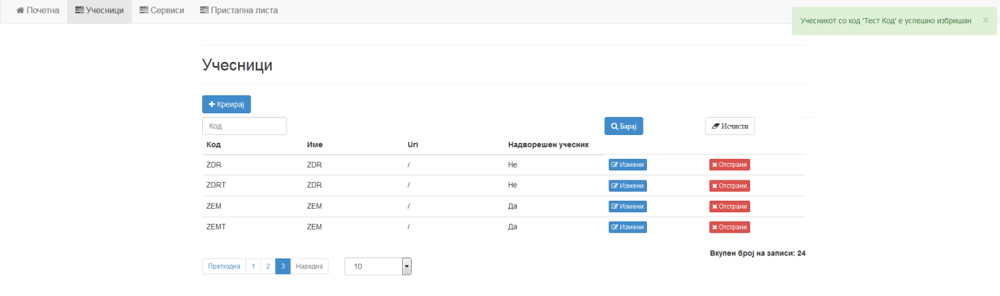 Почетна Учесници Сервиси Пристапна листа
Учесникот со код 'Тест Код' е успешно избришан ×
Учесници
Креирај
Код Барај Исчисти
Код Име Uri Надворешен учесник
ZDR ZDR / Не Измени Отстрани
ZDRT ZDR / Не Измени Отстрани
ZEM ZEM / Да Измени Отстрани
ZEMT ZEM / Да Измени Отстрани
Вкупен број на записи: 24
Претходна 1 2 3 Наредна 10